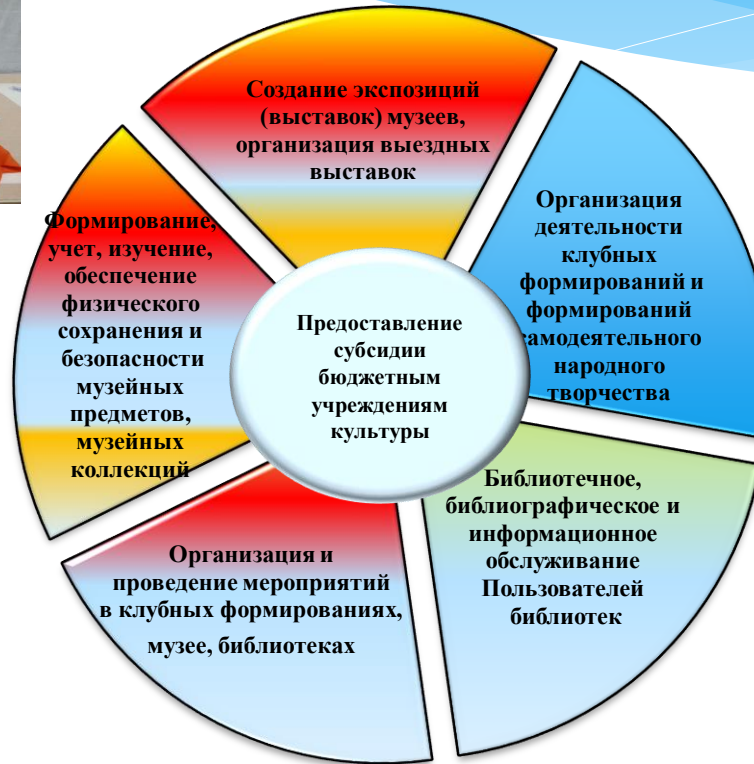 Создание экспозиций
(выставок) музеев,
организация выездных
выставок
Организация
деятельности
клубных
формирований и
формирований
самодеятельного
народного
творчества
Библиотечное,
библиографическое и
информационное
обслуживание
Пользователей
библиотек
Организация и
проведение мероприятий
в клубных формированиях,
музее, библиотеках
Формирование,
учет, изучение,
обеспечение
физического
сохранения и
безопасности
музейных
предметов,
музейных
коллекций
Предоставление
субсидии
бюджетным
учреждениям
культуры